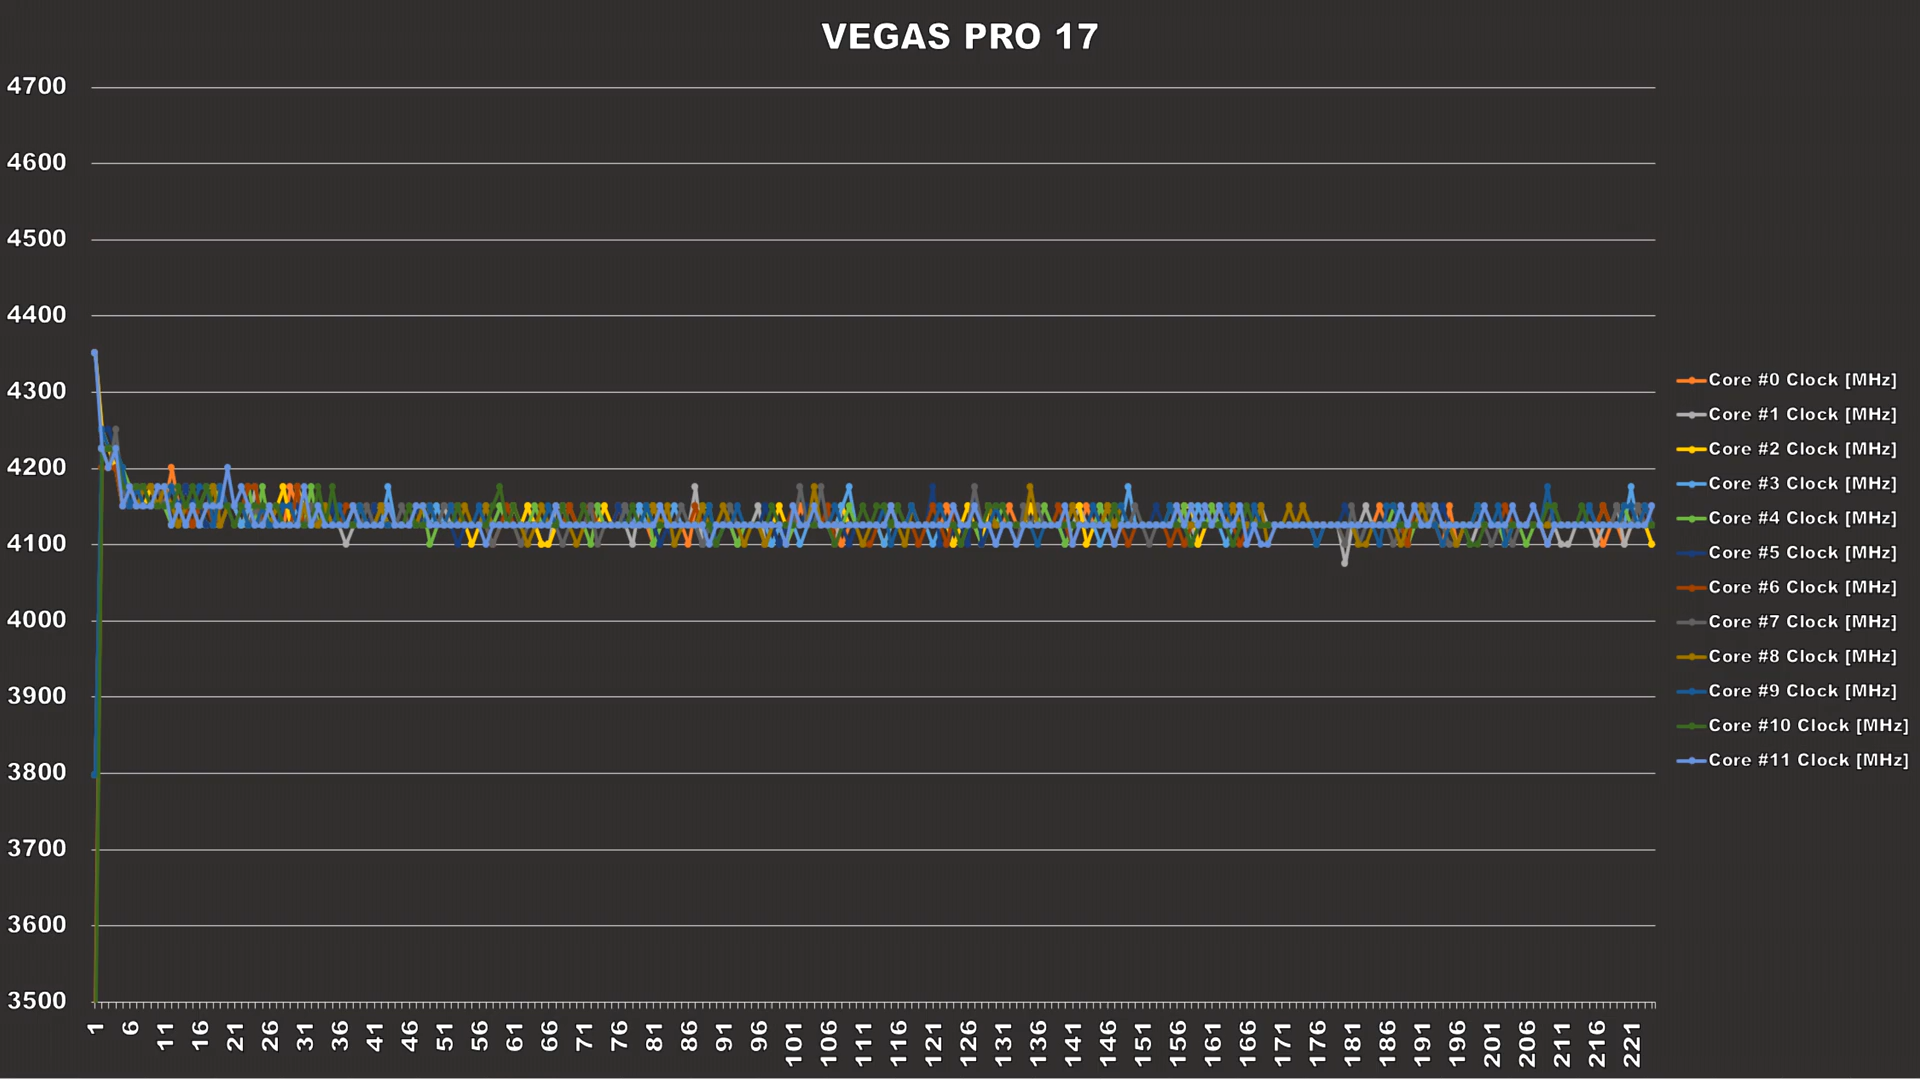 VEGAS PRO 17
4700
4600
4500
4400
4300
4200
4100
4000
3900
3800
3700
3600
3500
1 6 11 16 21 26 31 36 41 46 51 56 61 66 71 76 81 86 91 96 101 106 111 116 121 126 131 136 141 146 151 156 161 166 171 176 181 186 191 196 201 206 211 216 221
Core #0 Clock [MHz]
Core #1 Clock [MHz]
Core #2 Clock [MHz]
Core #3 Clock [MHz]
Core #4 Clock [MHz]
Core #5 Clock [MHz]
Core #6 Clock [MHz]
Core #7 Clock [MHz]
Core #8 Clock [MHz]
Core #9 Clock [MHz]
Core #10 Clock [MHz]
Core #11 Clock [MHz]